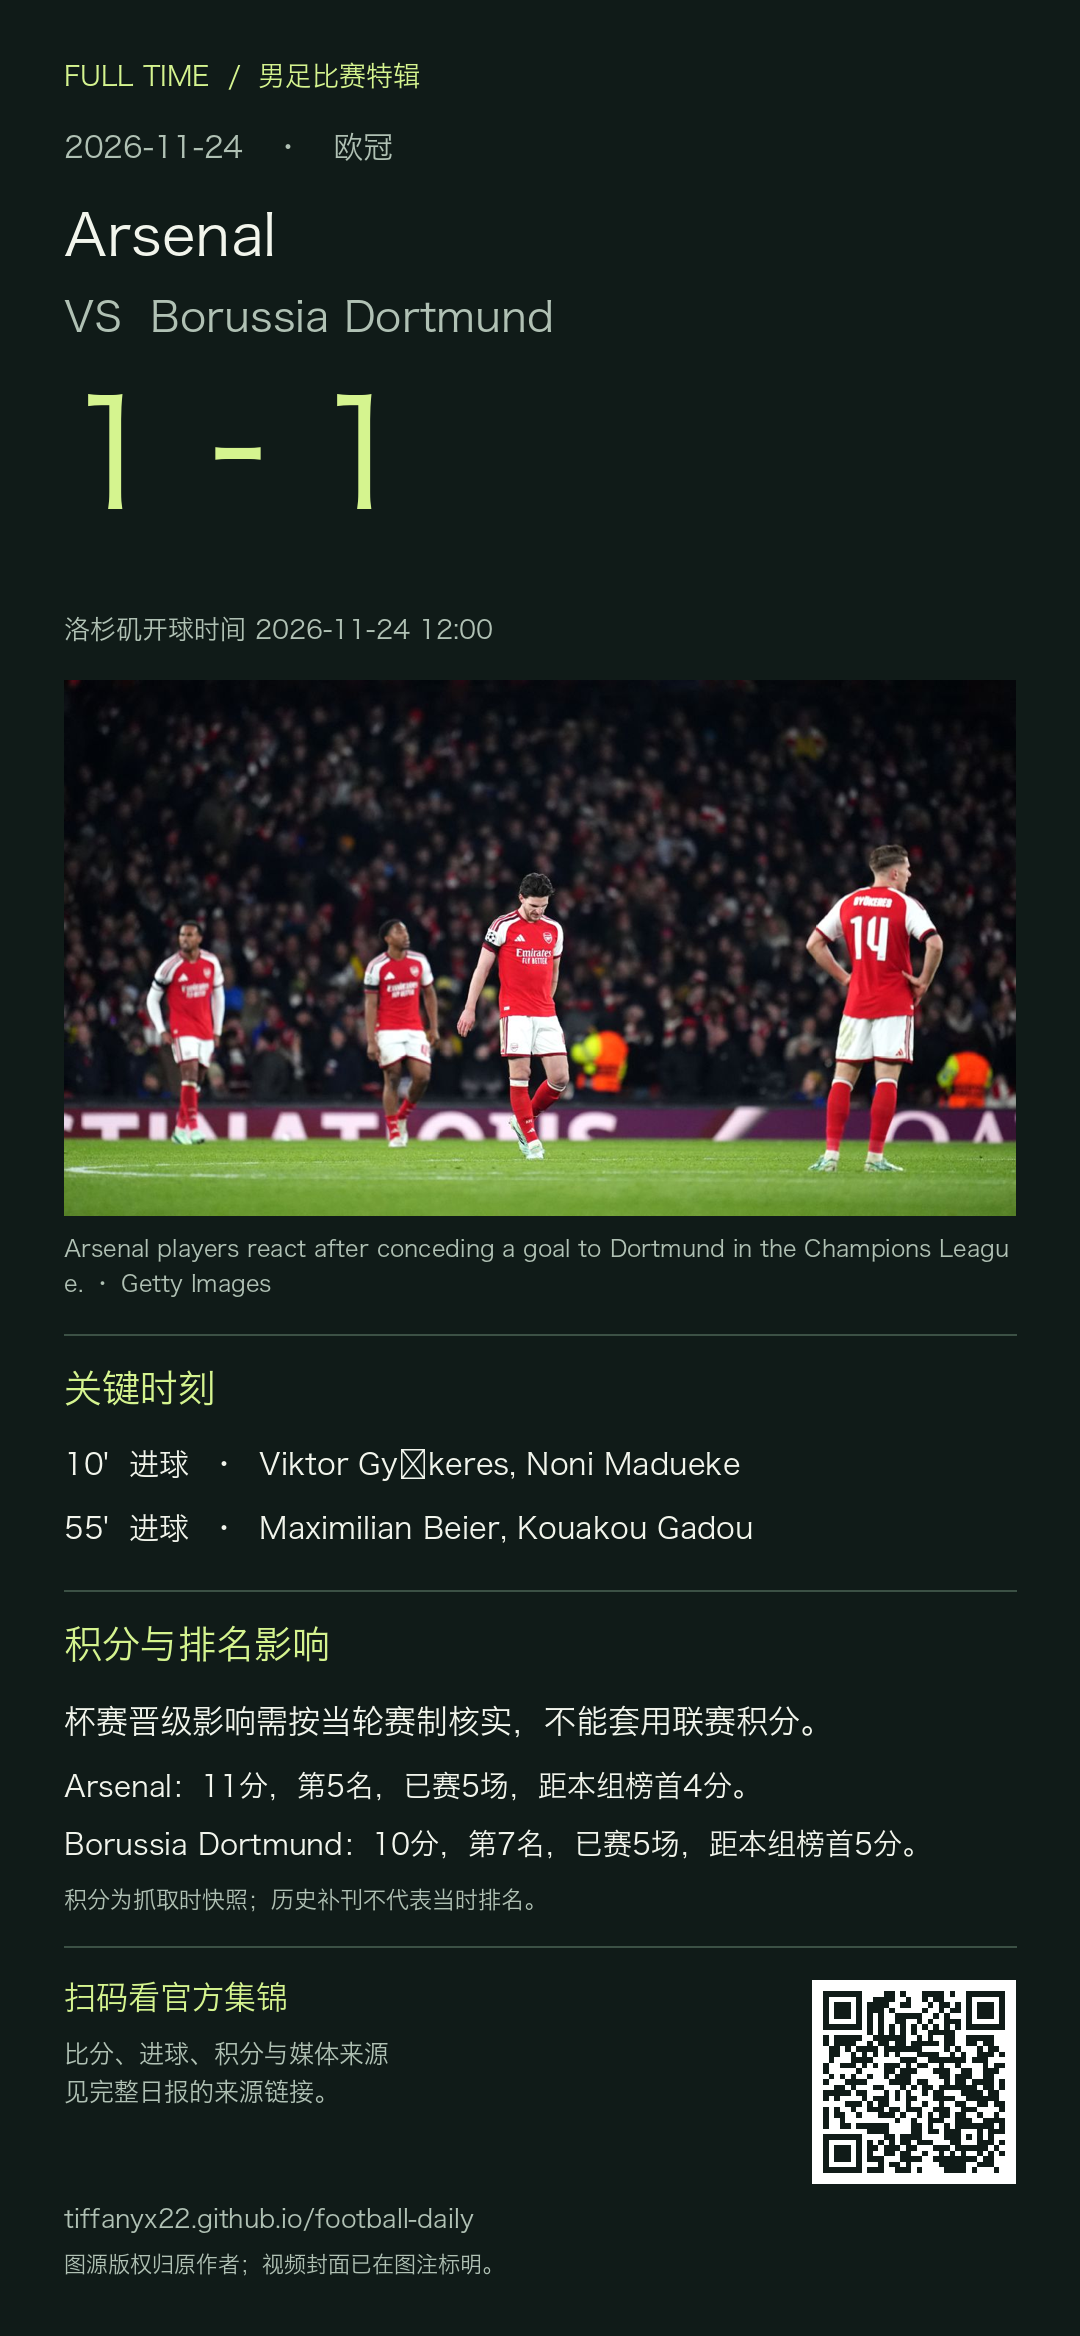 FULL TIME / 男足比赛特辑
2026-11-24 · 欧冠
Arsenal
VS Borussia Dortmund
1 - 1
洛杉矶开球时间 2026-11-24 12:00
GYÖKERES
14
Emirates
FLY BETTER
Arsenal players react after conceding a goal to Dortmund in the Champions Leagu
e. · Getty Images
关键时刻
10' 进球 · Viktor Gy☒keres, Noni Madueke
55' 进球 · Maximilian Beier, Kouakou Gadou
积分与排名影响
杯赛晋级影响需按当轮赛制核实，不能套用联赛积分。
Arsenal：11分，第5名，已赛5场，距本组榜首4分。
Borussia Dortmund：10分，第7名，已赛5场，距本组榜首5分。
积分为抓取时快照；历史补刊不代表当时排名。
扫码看官方集锦
比分、进球、积分与媒体来源
见完整日报的来源链接。
tiffanyx22.github.io/football-daily
图源版权归原作者；视频封面已在图注标明。